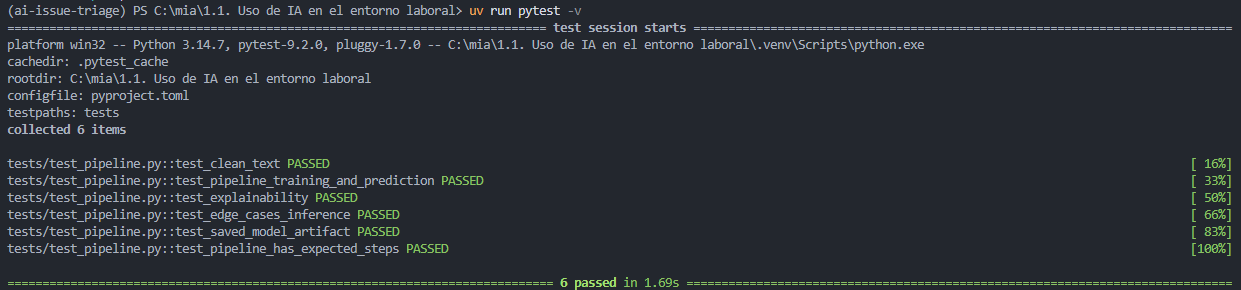 (ai-issue-triage) PS C:\mia\1.1. Uso de IA en el entorno laboral> uv run pytest -v
============================= test session starts =============================
platform win32 -- Python 3.14.7, pytest-9.2.0, pluggy-1.7.0 -- C:\mia\1.1. Uso de IA en el entorno laboral\.venv\Scripts\python.exe
cachedir: .pytest_cache
rootdir: C:\mia\1.1. Uso de IA en el entorno laboral
configfile: pyproject.toml
testpaths: tests
collected 6 items
tests/test_pipeline.py::test_clean_text PASSED [ 16%]
tests/test_pipeline.py::test_pipeline_training_and_prediction PASSED [ 33%]
tests/test_pipeline.py::test_explainability PASSED [ 50%]
tests/test_pipeline.py::test_edge_cases_inference PASSED [ 66%]
tests/test_pipeline.py::test_saved_model_artifact PASSED [ 83%]
tests/test_pipeline.py::test_pipeline_has_expected_steps PASSED [100%]
============================= 6 passed in 1.69s =============================